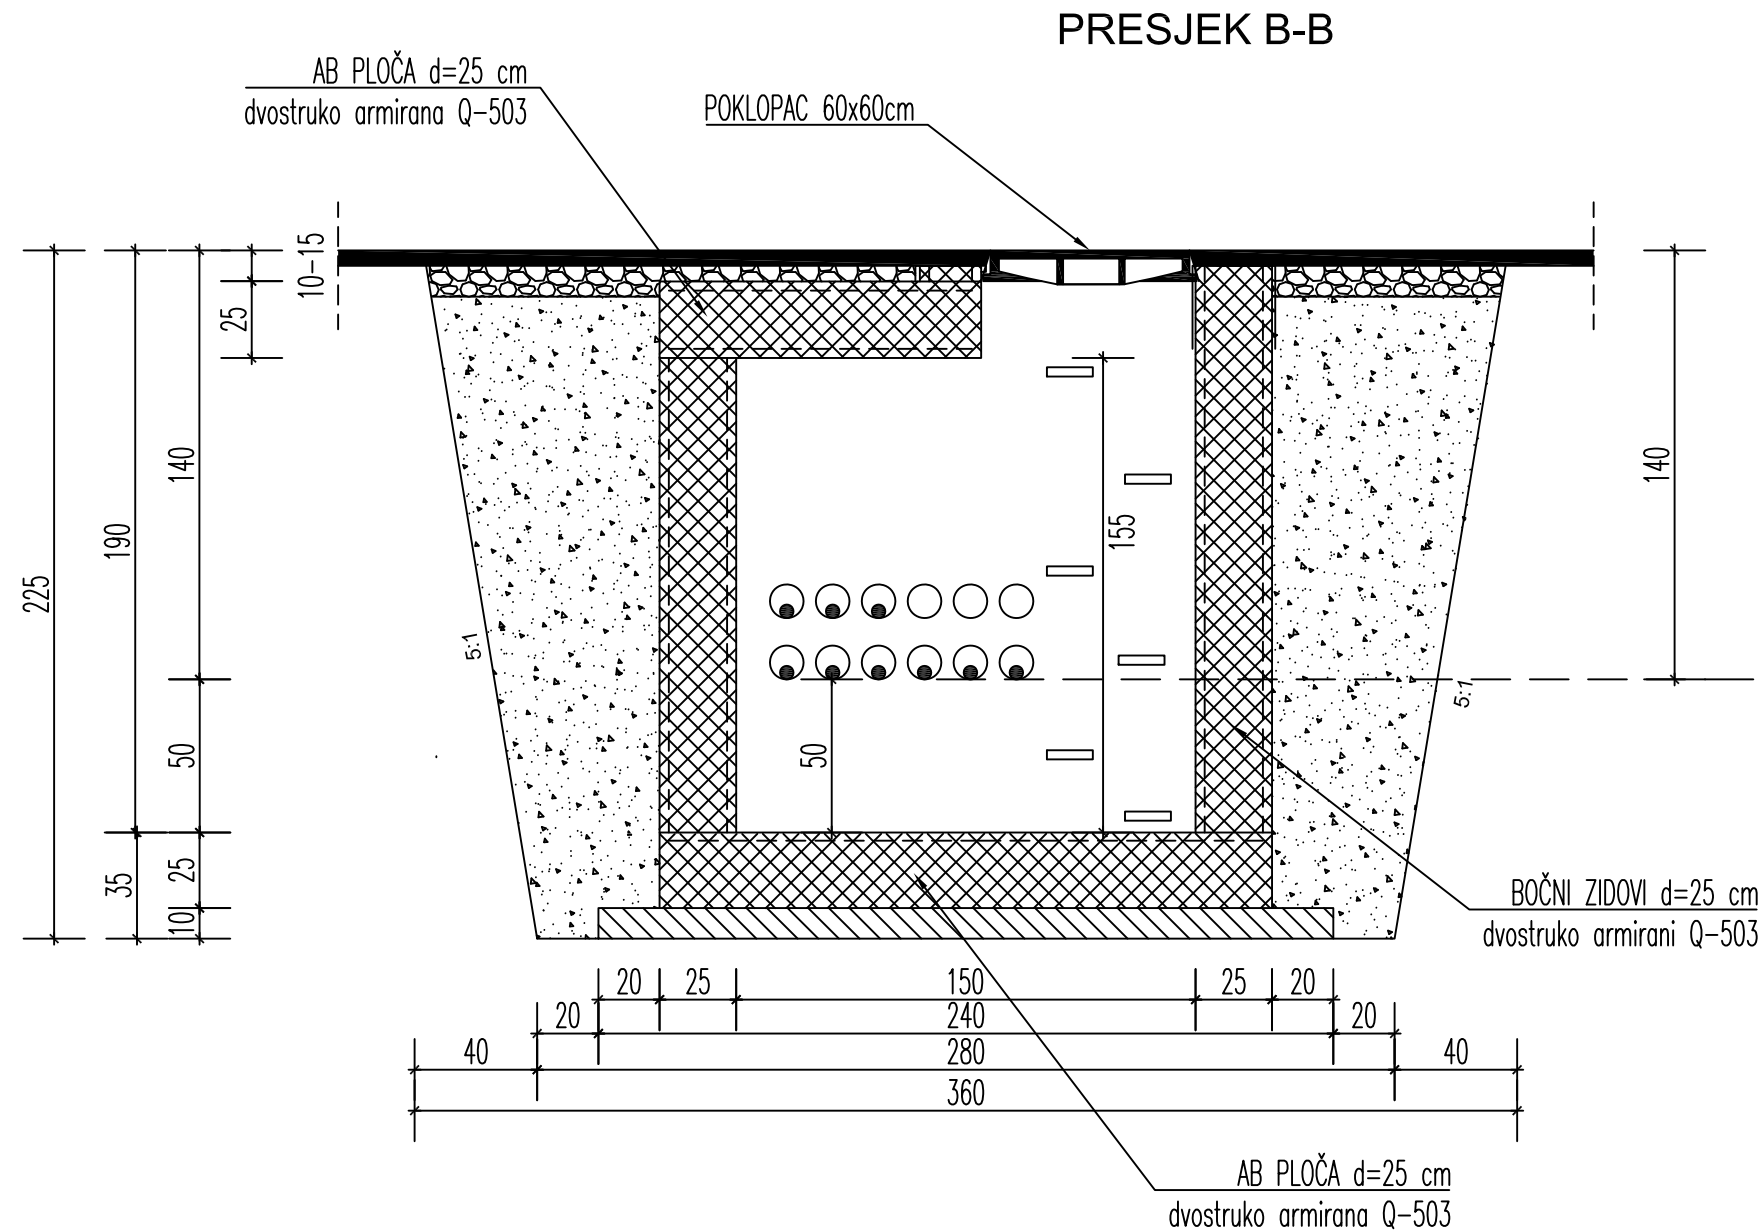 PRESJEK B-B
AB PLOČA d=25 cm
dvostruko armirana Q-503
POKLOPAC 60x60cm
10-15
25
140
190
225
140
155
5:1
5:1
50
50
25
35
10
BOČNI ZIDOVI d=25 cm
dvostruko armirani Q-503
20 25 150 25 20
20 240 20
40 280 40
360
AB PLOČA d=25 cm
dvostruko armirana Q-503